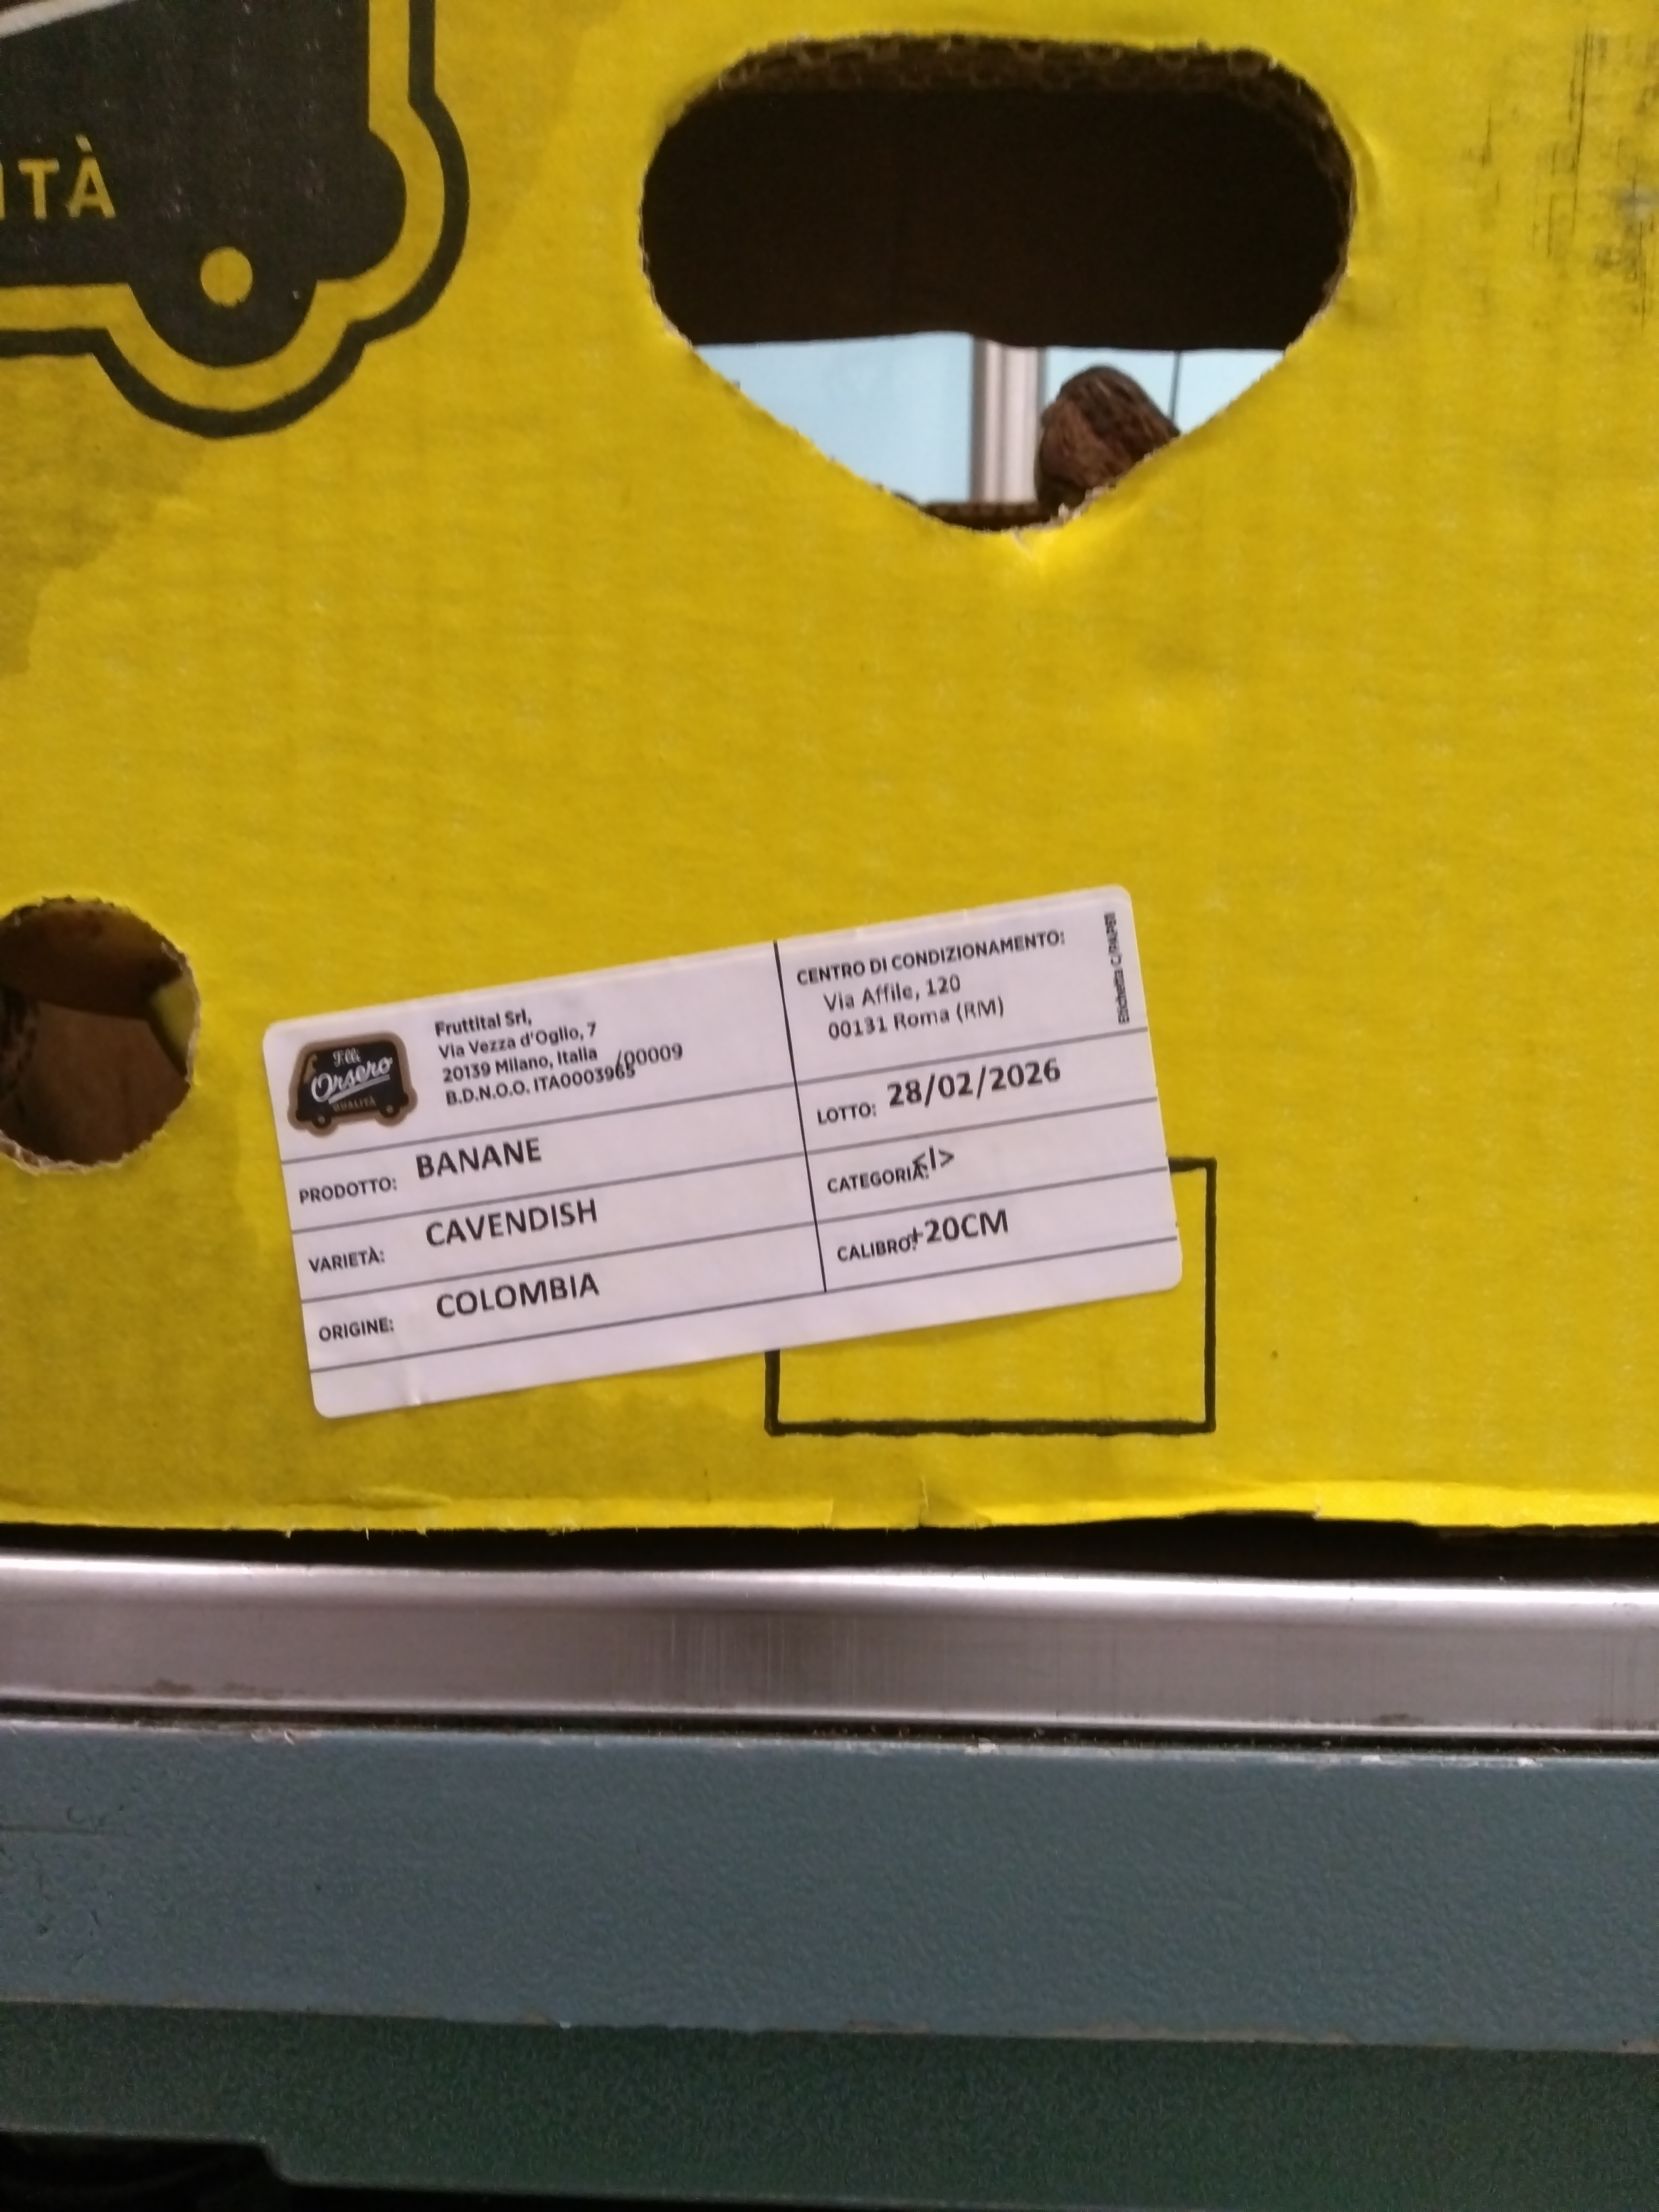 ITÀ
F.lli
Orsero
QUALITÀ
Fruttital Srl,
Via Vezza d'Oglio, 7
20139 Milano, Italia
B.D.N.O.O. ITA0003965 /00009
PRODOTTO: BANANE
VARIETÀ: CAVENDISH
ORIGINE: COLOMBIA
CENTRO DI CONDIZIONAMENTO:
Via Affile, 120
00131 Roma (RM)
LOTTO: 28/02/2026
CATEGORIA: <I>
CALIBRO: +20CM
Etichetta